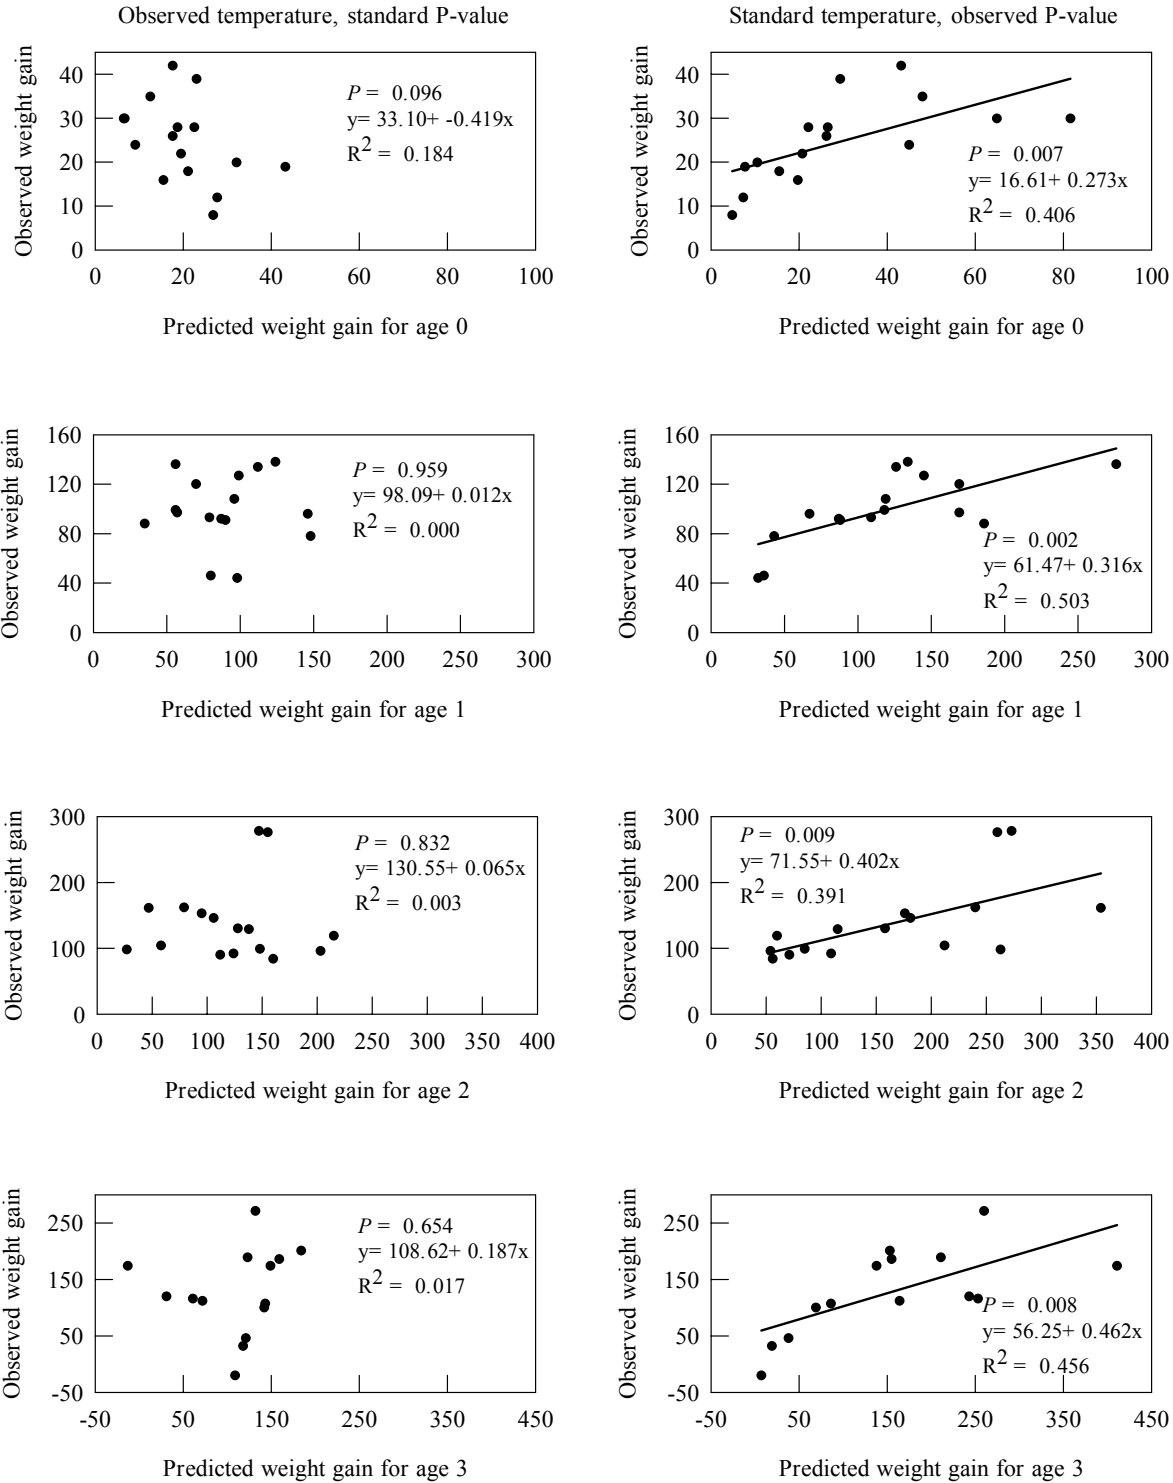 Observed temperature, standard P-value
Observed weight gain
40
30
20
10
0
P = 0.096
y= 33.10+ -0.419x
R2 = 0.184
0 20 40 60 80 100
Predicted weight gain for age 0
Standard temperature, observed P-value
Observed weight gain
40
30
20
10
0
P = 0.007
y= 16.61+ 0.273x
R2 = 0.406
0 20 40 60 80 100
Predicted weight gain for age 0
Observed weight gain
160
120
80
40
0
P = 0.959
y= 98.09+ 0.012x
R2 = 0.000
0 50 100 150 200 250 300
Predicted weight gain for age 1
Observed weight gain
160
120
80
40
0
P = 0.002
y= 61.47+ 0.316x
R2 = 0.503
0 50 100 150 200 250 300
Predicted weight gain for age 1
Observed weight gain
300
200
100
0
P = 0.832
y= 130.55+ 0.065x
R2 = 0.003
0 50 100 150 200 250 300 350 400
Predicted weight gain for age 2
Observed weight gain
300
200
100
0
P = 0.009
y= 71.55+ 0.402x
R2 = 0.391
0 50 100 150 200 250 300 350 400
Predicted weight gain for age 2
Observed weight gain
250
150
50
-50
P = 0.654
y= 108.62+ 0.187x
R2 = 0.017
-50 50 150 250 350 450
Predicted weight gain for age 3
Observed weight gain
250
150
50
-50
P = 0.008
y= 56.25+ 0.462x
R2 = 0.456
-50 50 150 250 350 450
Predicted weight gain for age 3